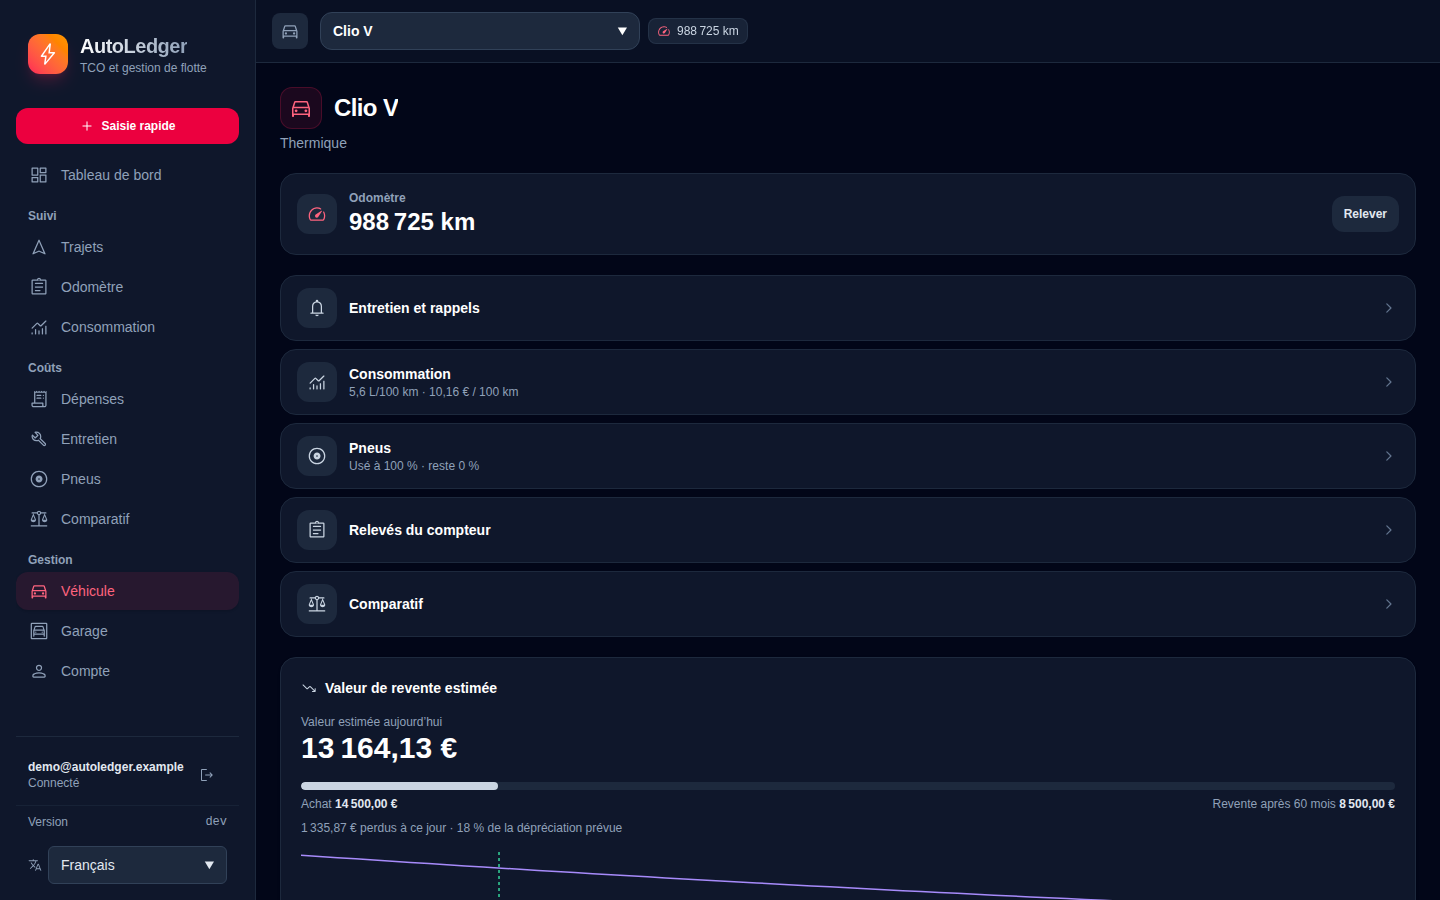 AutoLedger
TCO et gestion de flotte
Saisie rapide
Tableau de bord
Suivi
Trajets
Odomètre
Consommation
Coûts
Dépenses
Entretien
Pneus
Comparatif
Gestion
Véhicule
Garage
Compte
demo@autoledger.example
Connecté
Version dev
Français
Clio V
988 725 km
Clio V
Thermique
Odomètre
988 725 km
Relever
Entretien et rappels
Consommation
5,6 L/100 km · 10,16 € / 100 km
Pneus
Usé à 100 % · reste 0 %
Relevés du compteur
Comparatif
Valeur de revente estimée
Valeur estimée aujourd'hui
13 164,13 €
Achat 14 500,00 € Revente après 60 mois 8 500,00 €
1 335,87 € perdus à ce jour · 18 % de la dépréciation prévue